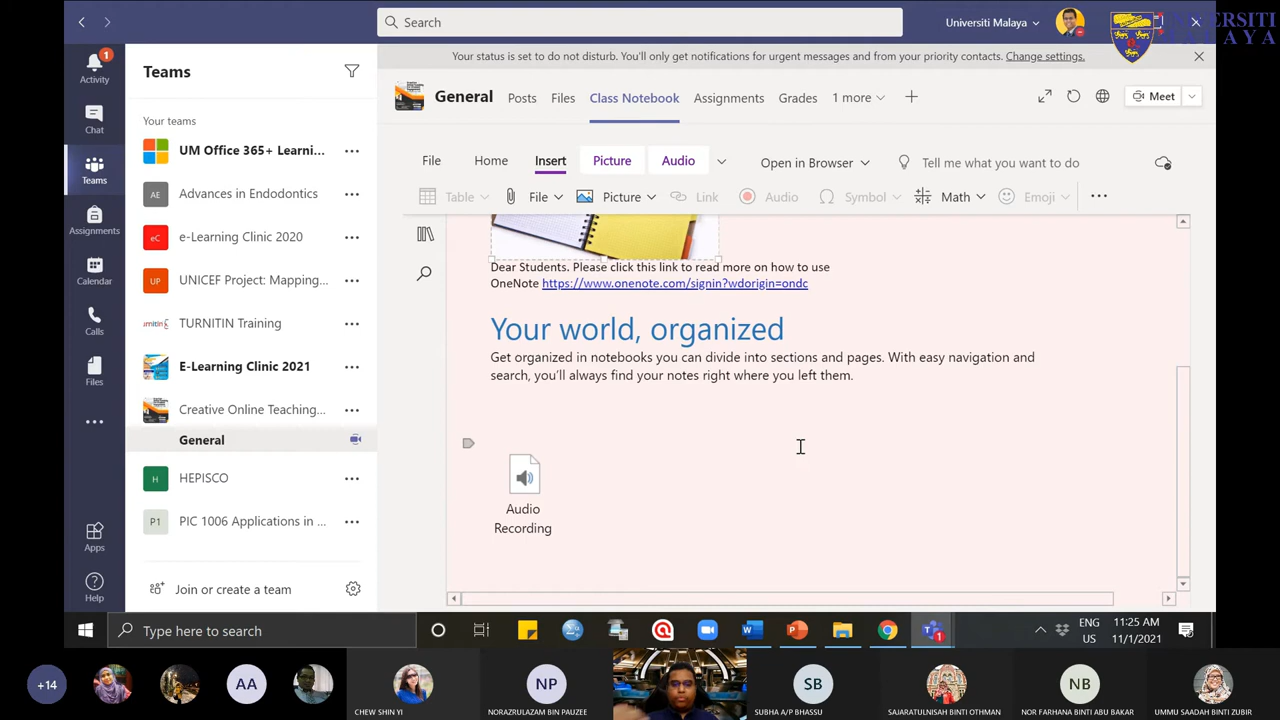 Search
Universiti Malaya
UNIVERSITI
MALAYA
Your status is set to do not disturb. You'll only get notifications for urgent messages and from your priority contacts. Change settings.
1
Activity
Chat
Teams
Assignments
Calendar
Calls
Files
Apps
Help
Teams
Your teams
UM Office 365+ Learni...
AE Advances in Endodontics
eC e-Learning Clinic 2020
UP UNICEF Project: Mapping...
TURNITIN Training
E-Learning Clinic 2021
Creative Online Teaching...
General
H HEPISCO
P1 PIC 1006 Applications in ...
Join or create a team
General Posts Files Class Notebook Assignments Grades 1 more
Meet
File Home Insert Picture Audio Open in Browser Tell me what you want to do
Table File Picture Link Audio Symbol Math Emoji
Dear Students. Please click this link to read more on how to use
OneNote https://www.onenote.com/signin?wdorigin=ondc
Your world, organized
Get organized in notebooks you can divide into sections and pages. With easy navigation and
search, you'll always find your notes right where you left them.
Audio
Recording
Type here to search
ENG
US
11:25 AM
11/1/2021
+14
AA
CHEW SHIN YI
NP
NORAZRULAZAM BIN PAUZEE
SB
SUBHA A/P BHASSU
SAJARATULNISAH BINTI OTHMAN
NB
NOR FARHANA BINTI ABU BAKAR
UMMU SAADAH BINTI ZUBIR